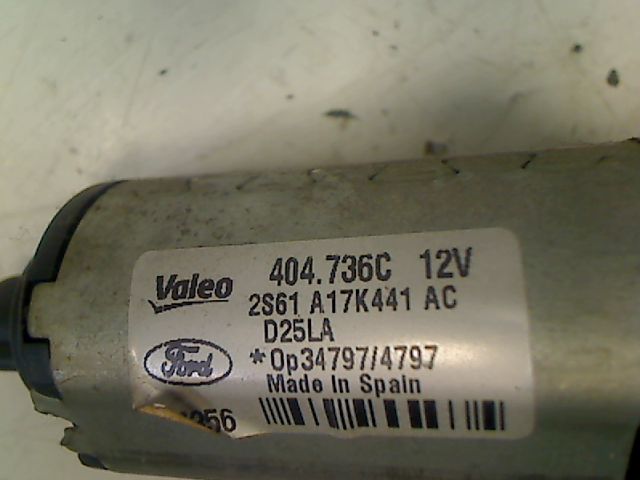 Valeo 404.736C 12V
2S61 A17K441 AC
D25LA
Ford *Op34797/4797
Made In Spain